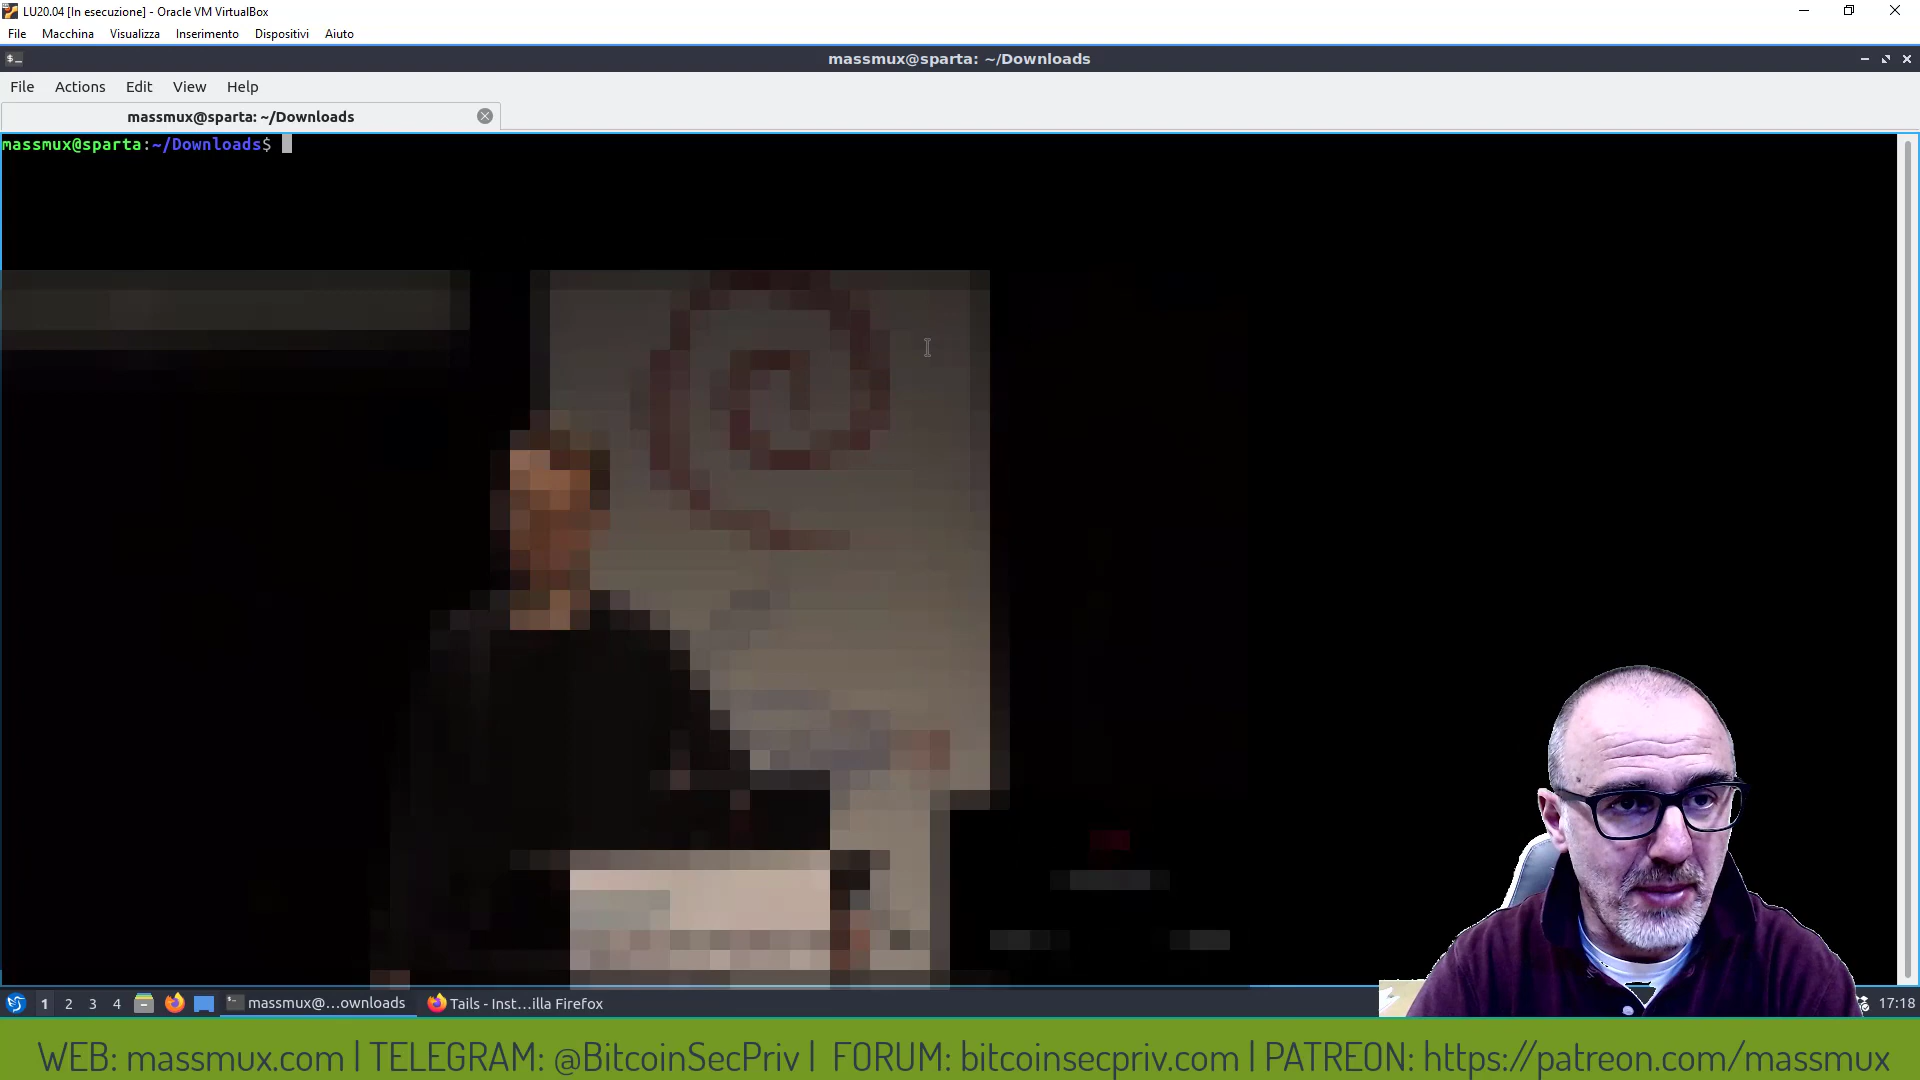 LU20.04 [In esecuzione] - Oracle VM VirtualBox
File Macchina Visualizza Inserimento Dispositivi Aiuto
massmux@sparta: ~/Downloads
File Actions Edit View Help
massmux@sparta: ~/Downloads
massmux@sparta:~/Downloads$
1 2 3 4 massmux@...ownloads Tails - Inst...illa Firefox 17:18
WEB: massmux.com | TELEGRAM: @BitcoinSecPriv | FORUM: bitcoinsecpriv.com | PATREON: https://patreon.com/massmux